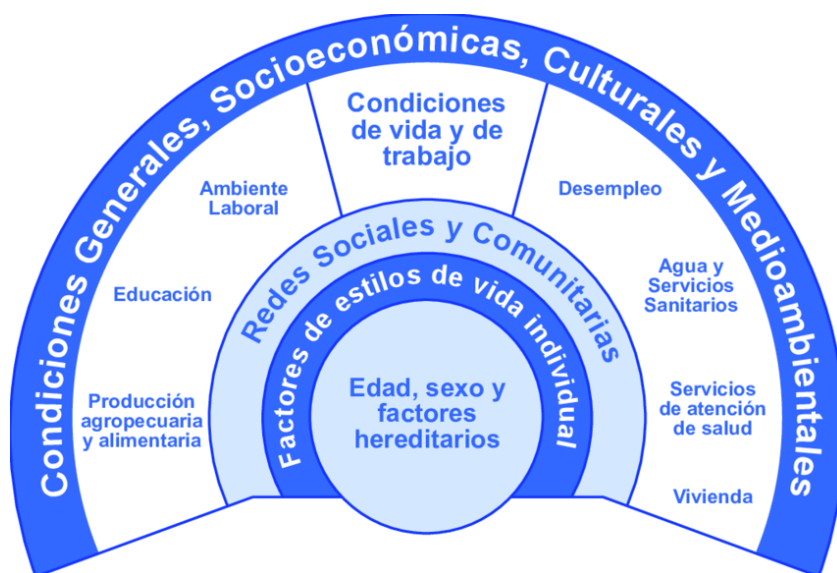 Condiciones Generales, Socioeconómicas, Culturales y Medioambientales
Condiciones
de vida y de
trabajo
Ambiente
Laboral
Desempleo
Educación
Agua y
Servicios
Sanitarios
Producción
agropecuaria
y alimentaria
Servicios
de atención
de salud
Vivienda
Redes Sociales y Comunitarias
Factores de estilos de vida individual
Edad, sexo y
factores
hereditarios